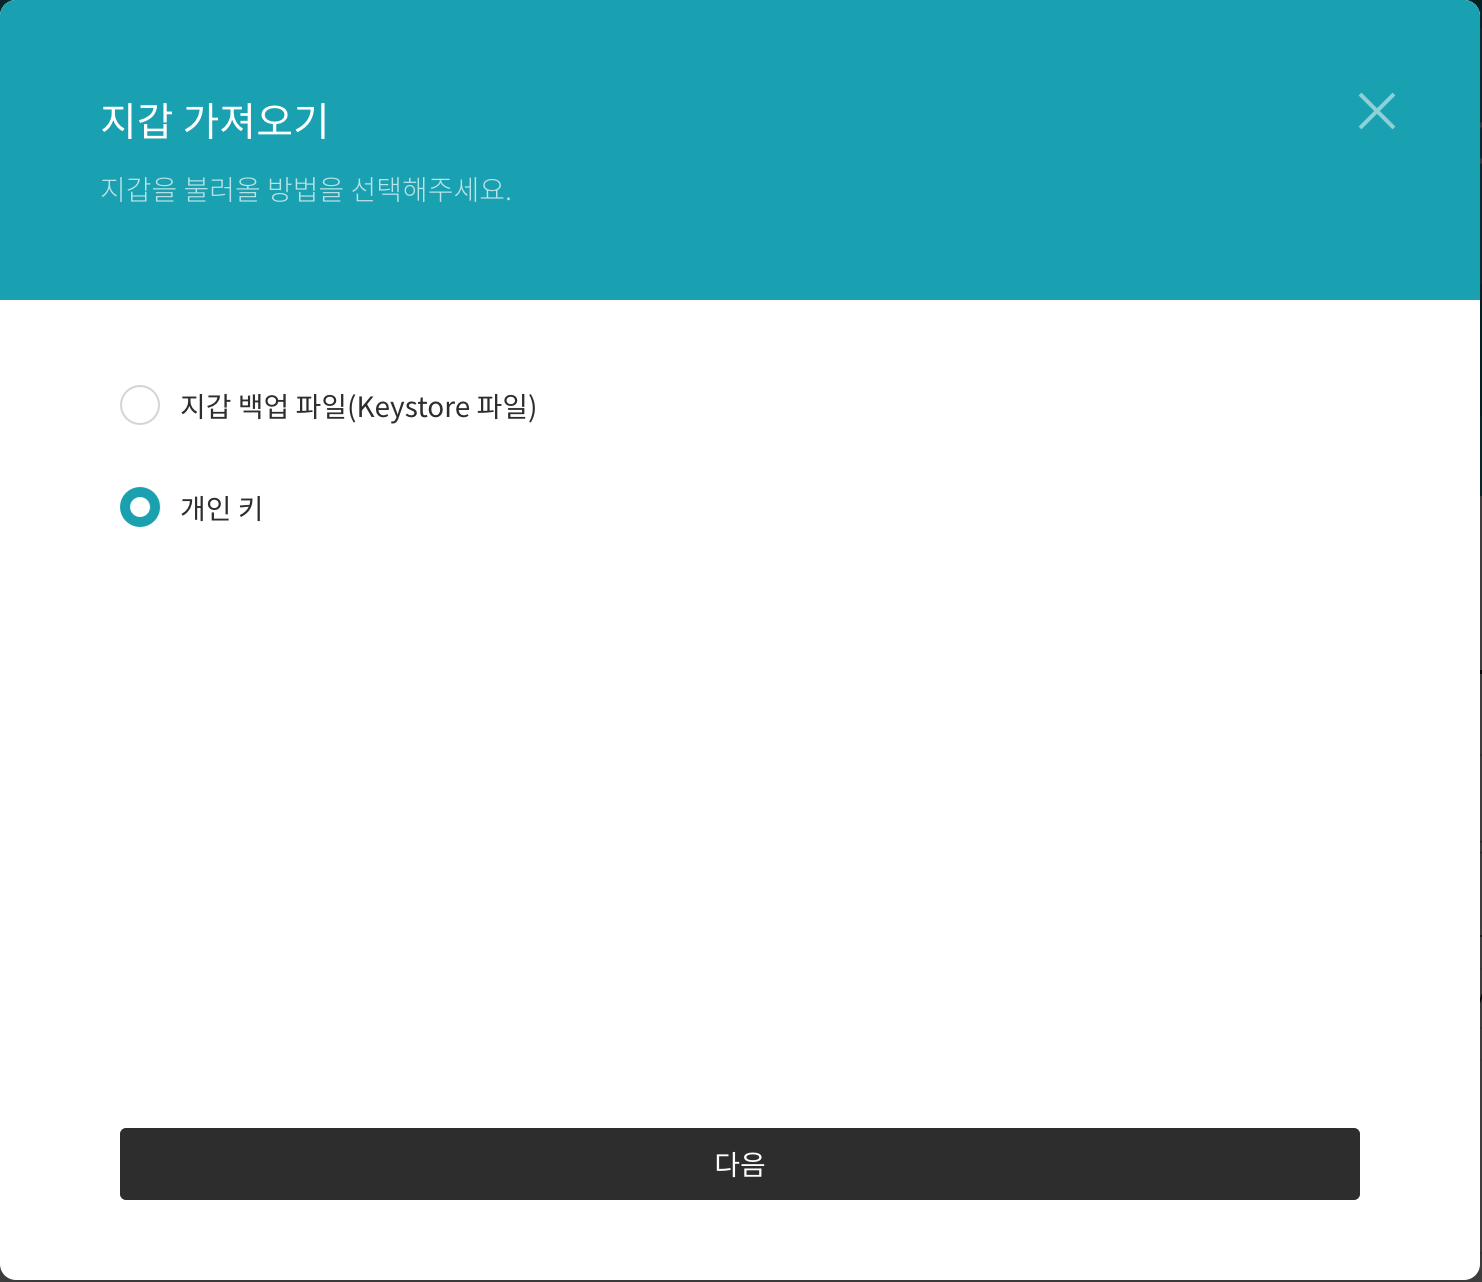 지갑 가져오기
지갑을 불러올 방법을 선택해주세요.
지갑 백업 파일(Keystore 파일)
개인 키
다음